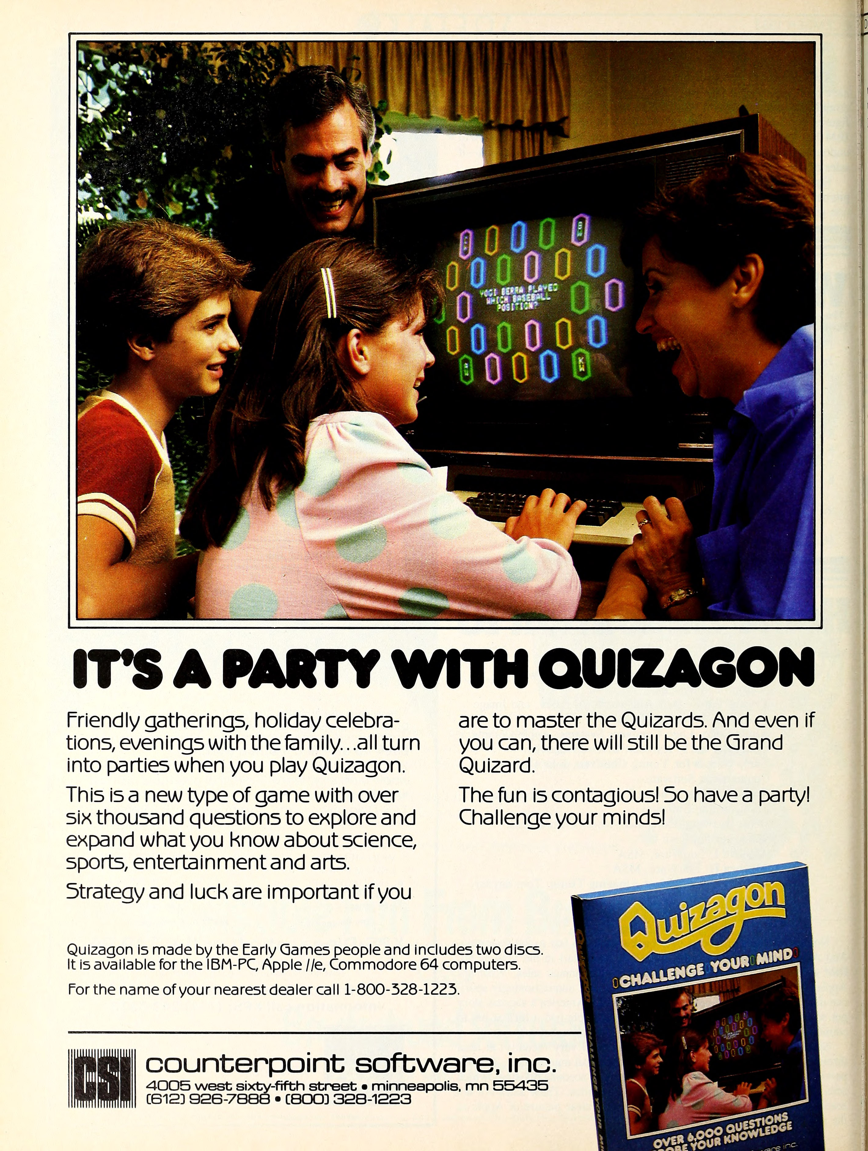 YOGI BERRA PLAYED
WHICH BASEBALL
POSITION?
IT'S A PARTY WITH QUIZAGON
Friendly gatherings, holiday celebra-
tions, evenings with the family...all turn
into parties when you play Quizagon.
This is a new type of game with over
six thousand questions to explore and
expand what you know about science,
sports, entertainment and arts.
Strategy and luck are important if you
are to master the Quizards. And even if
you can, there will still be the Grand
Quizard.
The fun is contagious! So have a party!
Challenge your minds!
Quizagon is made by the Early Games people and includes two discs.
It is available for the IBM-PC, Apple //e, Commodore 64 computers.
For the name of your nearest dealer call 1-800-328-1223.
CSI
counterpoint software, inc.
4005 west sixty-fifth street • minneapolis, mn 55435
(612) 926-7888 • (800) 328-1223
Quizagon
CHALLENGE YOUR MIND
OVER 6,000 QUESTIONS
YOUR KNOWLEDGE